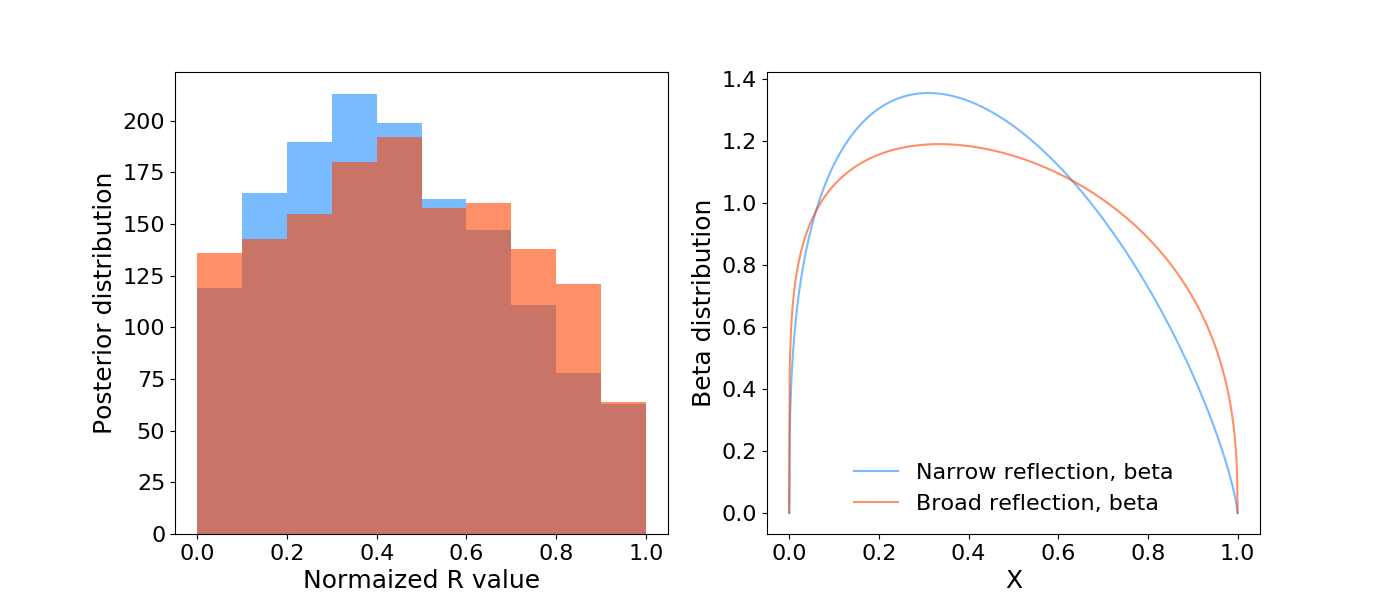 Posterior distribution
200
175
150
125
100
75
50
25
0
0.0 0.2 0.4 0.6 0.8 1.0
Normaized R value
Beta distribution
1.4
1.2
1.0
0.8
0.6
0.4
0.2
0.0
Narrow reflection, beta
Broad reflection, beta
0.0 0.2 0.4 0.6 0.8 1.0
X